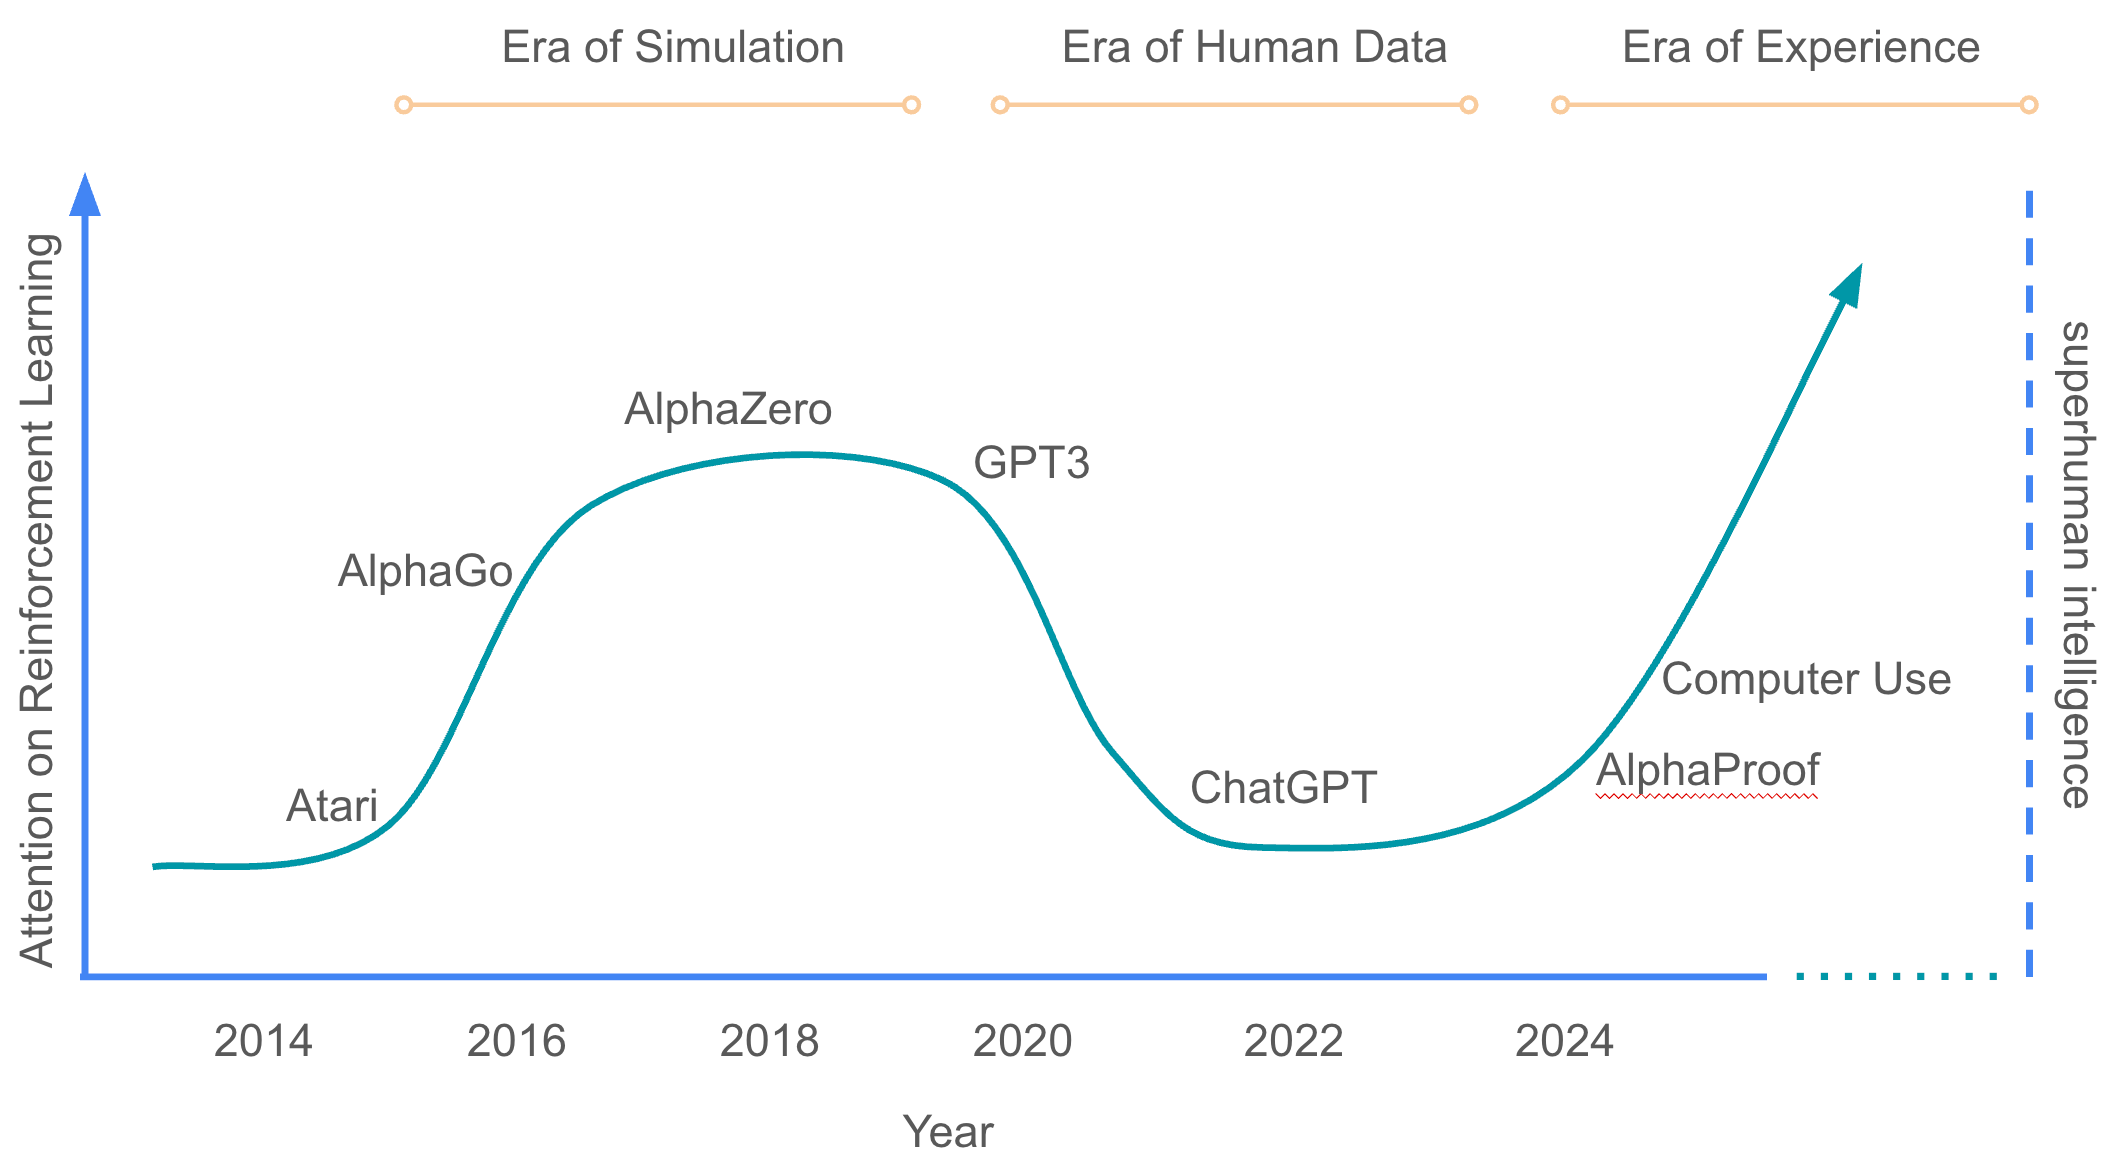 Era of Simulation
Era of Human Data
Era of Experience
Attention on Reinforcement Learning
AlphaZero
GPT3
AlphaGo
Computer Use
AlphaProof
ChatGPT
Atari
superhuman intelligence
2014
2016
2018
2020
2022
2024
Year